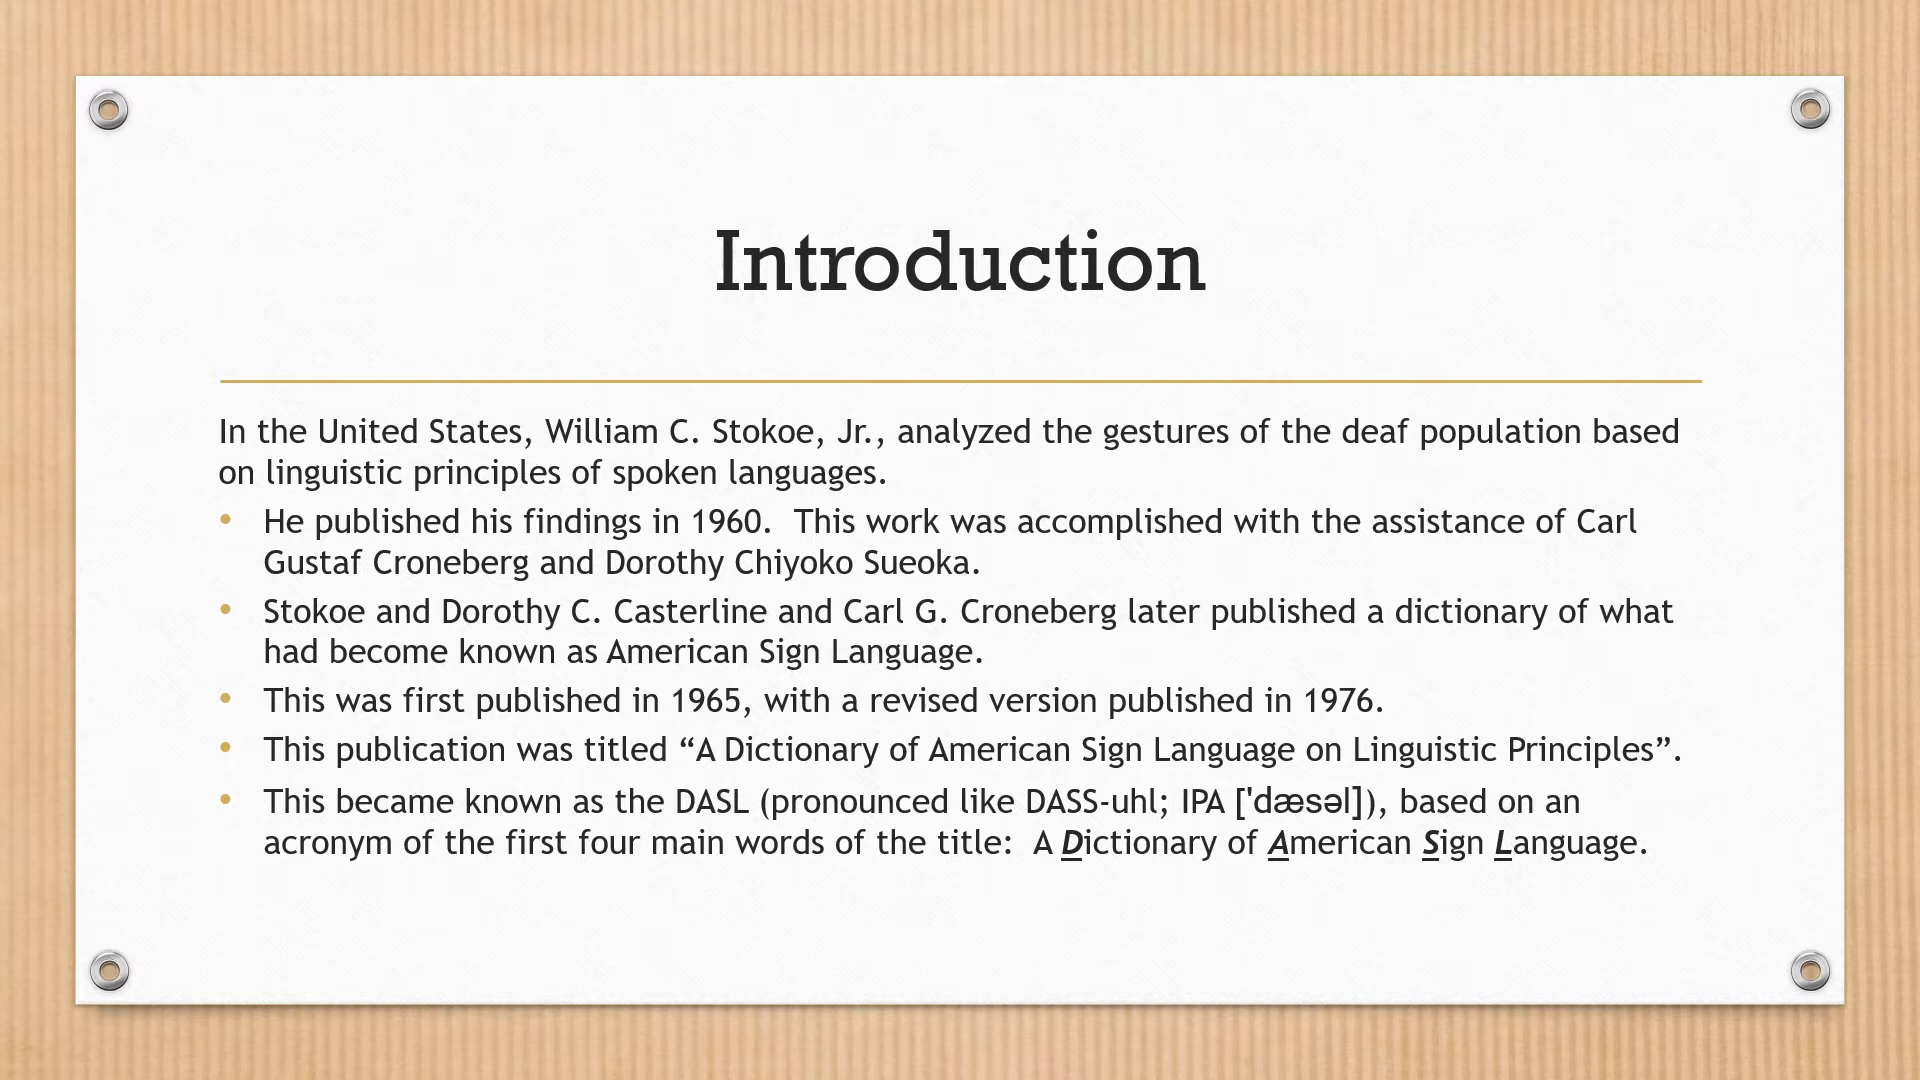 Introduction
In the United States, William C. Stokoe, Jr., analyzed the gestures of the deaf population based
on linguistic principles of spoken languages.
• He published his findings in 1960.  This work was accomplished with the assistance of Carl
Gustaf Croneberg and Dorothy Chiyoko Sueoka.
• Stokoe and Dorothy C. Casterline and Carl G. Croneberg later published a dictionary of what
had become known as American Sign Language.
• This was first published in 1965, with a revised version published in 1976.
• This publication was titled “A Dictionary of American Sign Language on Linguistic Principles”.
• This became known as the DASL (pronounced like DASS-uhl; IPA ['dæsəl]), based on an
acronym of the first four main words of the title:  A Dictionary of American Sign Language.